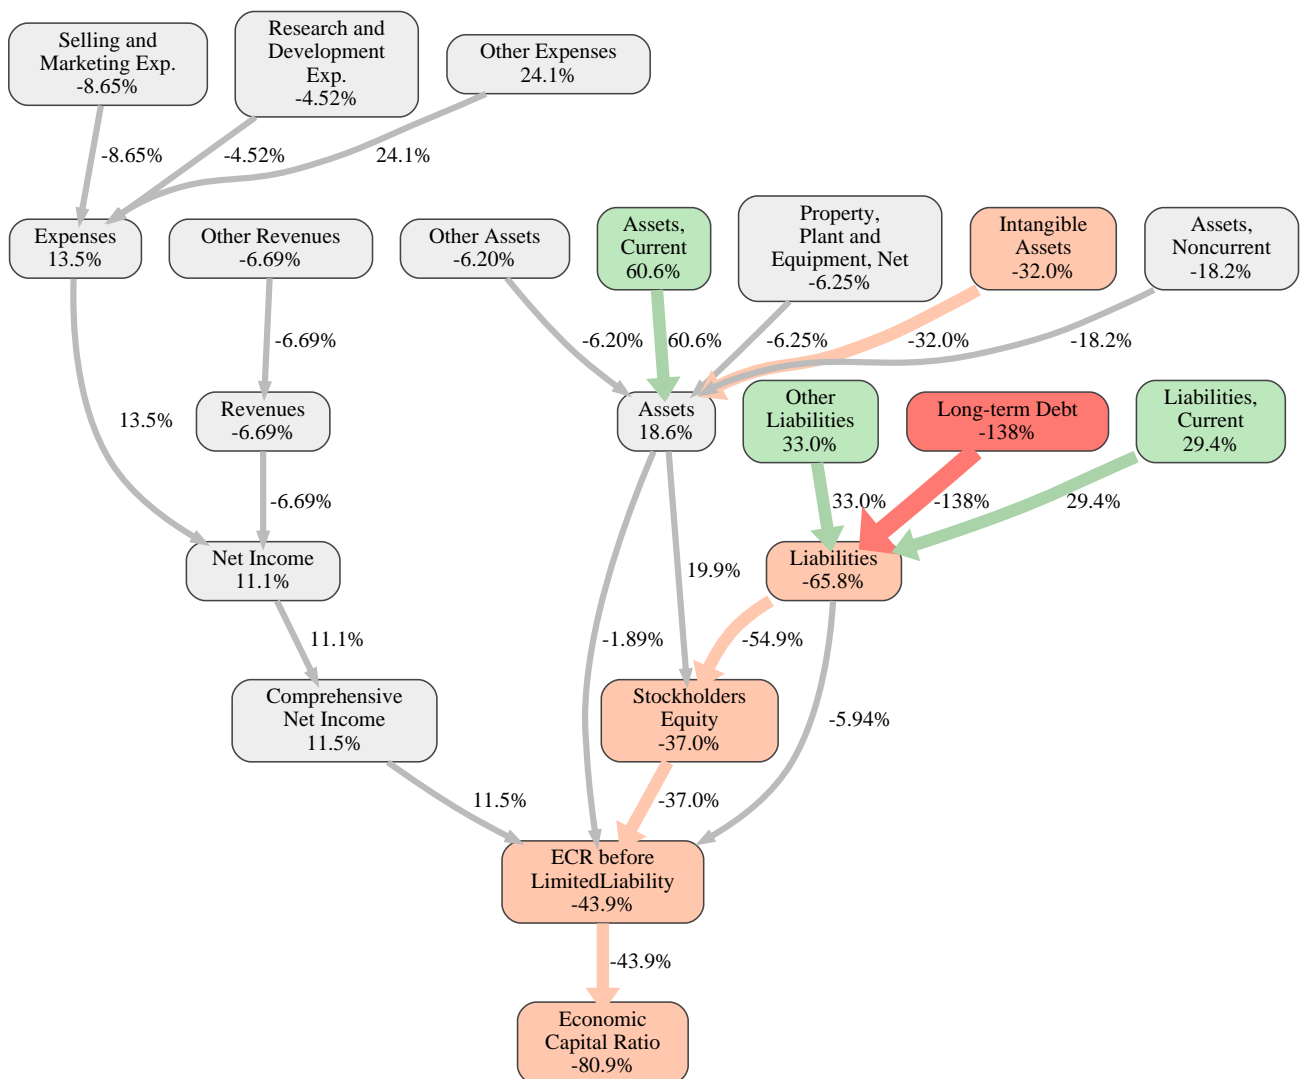 Selling and
Marketing Exp.
-8.65%
Research and
Development
Exp.
-4.52%
Other Expenses
24.1%
-8.65%
-4.52%
24.1%
Expenses
13.5%
Other Revenues
-6.69%
Other Assets
-6.20%
Assets,
Current
60.6%
Property,
Plant and
Equipment, Net
-6.25%
Intangible
Assets
-32.0%
Assets,
Noncurrent
-18.2%
-6.69%
-6.20%
60.6%
-6.25%
-32.0%
-18.2%
13.5%
Revenues
-6.69%
Assets
18.6%
Other
Liabilities
33.0%
Long-term Debt
-138%
Liabilities,
Current
29.4%
-6.69%
33.0%
-138%
29.4%
Net Income
11.1%
19.9%
Liabilities
-65.8%
11.1%
-1.89%
-54.9%
Comprehensive
Net Income
11.5%
Stockholders
Equity
-37.0%
-5.94%
11.5%
-37.0%
ECR before
LimitedLiability
-43.9%
-43.9%
Economic
Capital Ratio
-80.9%